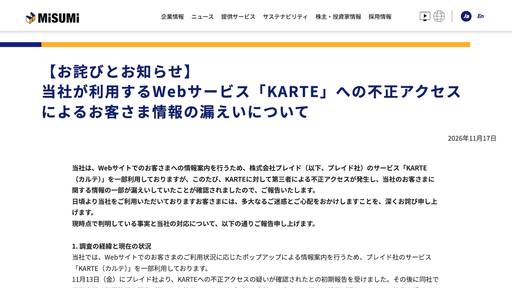 MiSUMi
企業情報 ニュース 提供サービス サステナビリティ 株主・投資家情報 採用情報
Ja En
【お詫びとお知らせ】
当社が利用するWebサービス「KARTE」への不正アクセス
によるお客さま情報の漏えいについて
2026年11月17日
当社は、Webサイトでのお客さまへの情報案内を行うため、株式会社プレイド（以下、プレイド社）のサービス「KARTE
（カルテ）」を一部利用しておりますが、このたび、KARTEに対して第三者による不正アクセスが発生し、当社のお客さまに
関する情報の一部が漏えいしていたことが確認されましたので、ご報告いたします。
日頃より当社をご利用いただいておりますお客さまには、多大なるご迷惑とご心配をおかけしますことを、深くお詫び申し上
げます。
現時点で判明している事実と当社の対応について、以下の通りご報告申し上げます。
1. 調査の経緯と現在の状況
当社では、Webサイトでのお客さまのご利用状況に応じたポップアップによる情報案内を行うため、プレイド社のサービス
「KARTE（カルテ）」を一部利用しております。
11月13日（金）にプレイド社より、KARTEへの不正アクセスの疑いが確認されたとの初期報告を受けました。その後に同社で